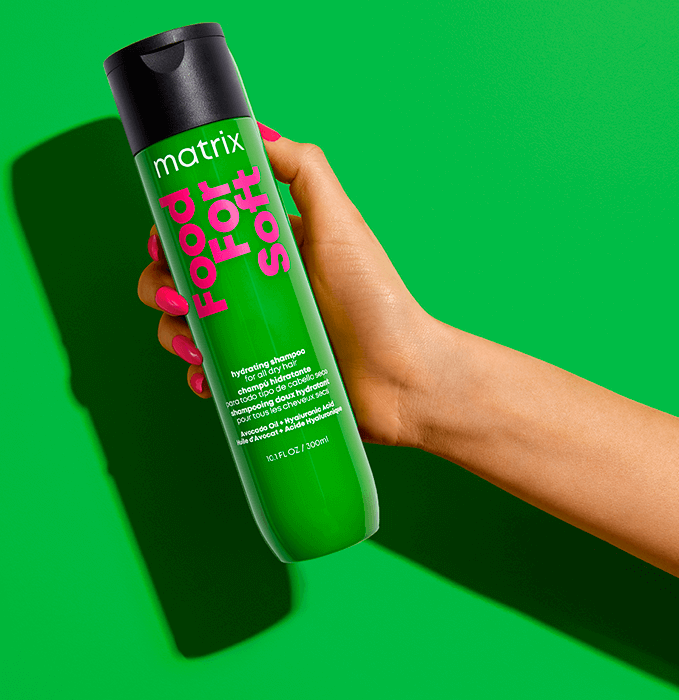 matrix
Food
For
Soft
hydrating shampoo
for all dry hair
champú hidratante
para todo tipo de cabello seco
shampooing doux hydratant
pour tous les cheveux secs
Avocado Oil + Hyaluronic Acid
Huile d'Avocat + Acide Hyaluronique
10.1 FL OZ / 300ml